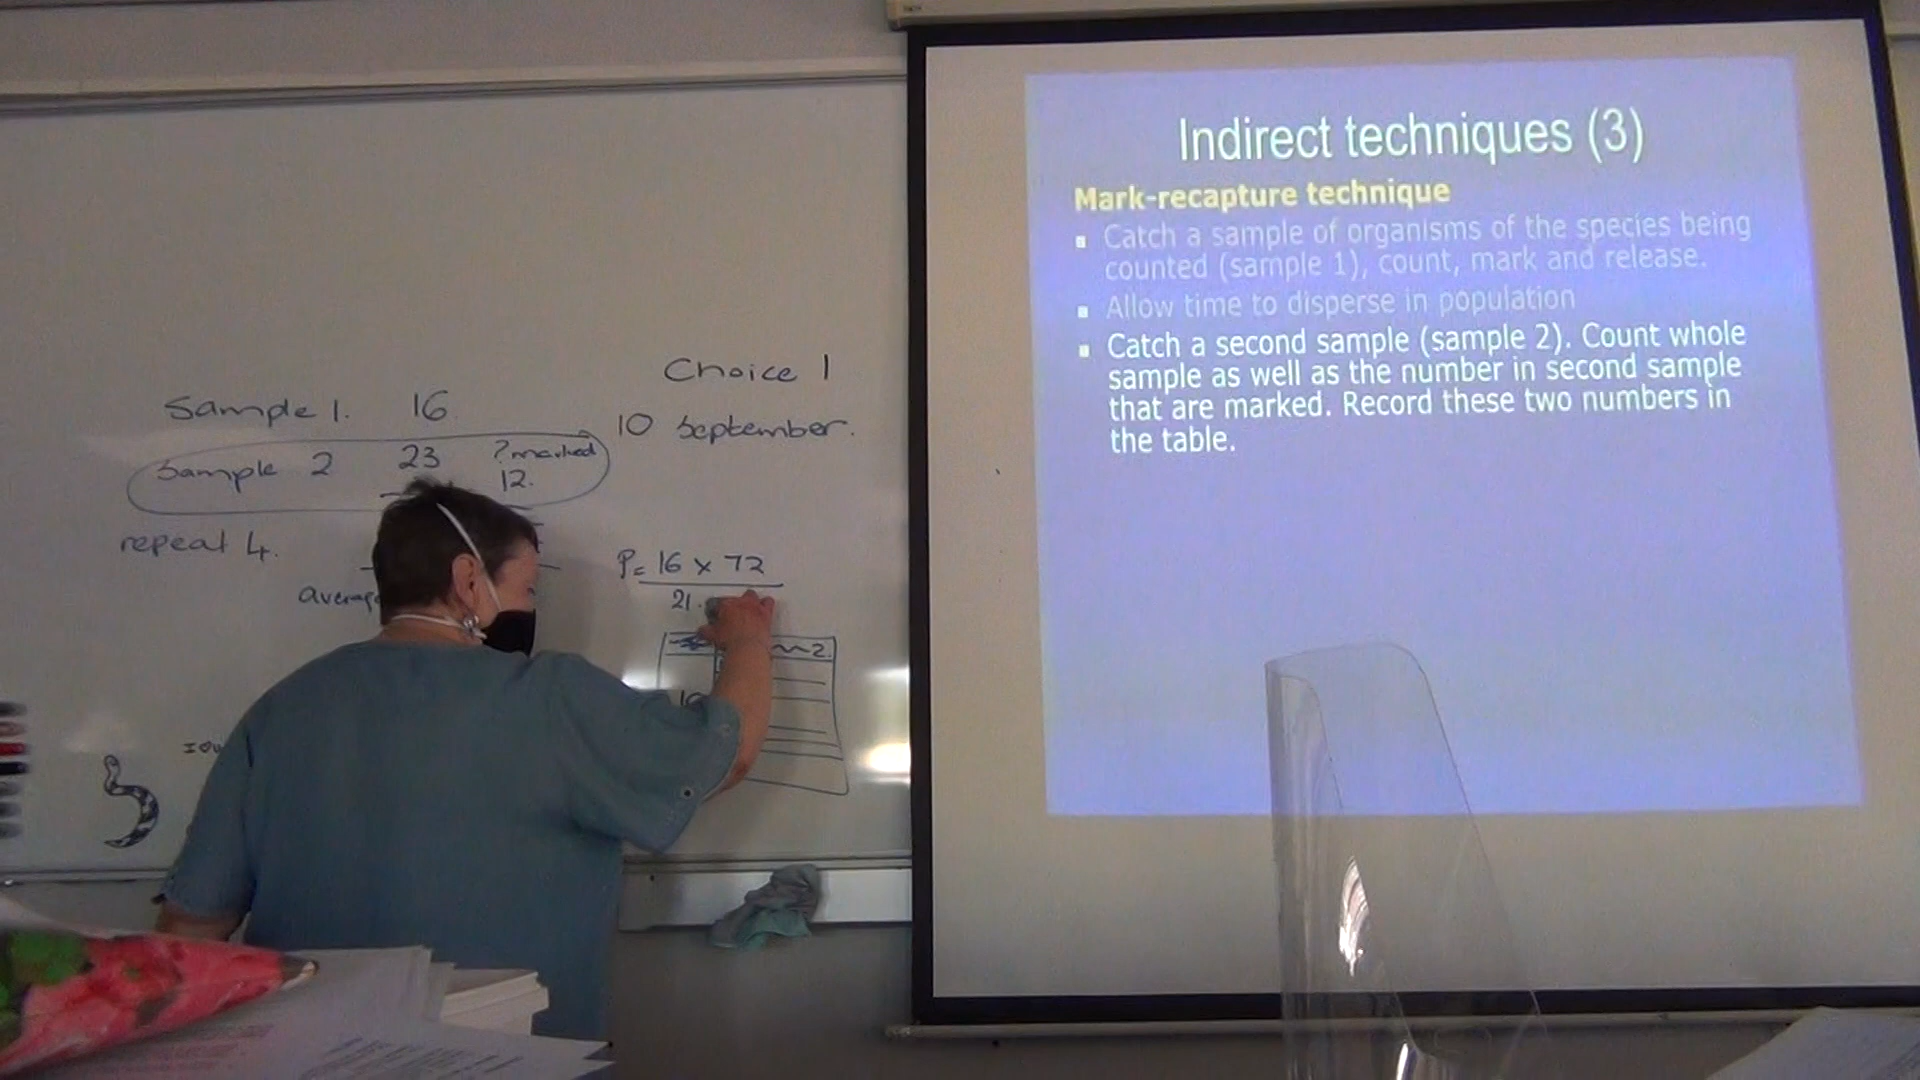 Sample 1. 16.
Sample 2 23 ? marked
12.
repeat 4.
Choice 1
10 September.
P = 16 x 72
21.
2.
Indirect techniques (3)
Mark-recapture technique
▪ Catch a sample of organisms of the species being
counted (sample 1), count, mark and release.
▪ Allow time to disperse in population
▪ Catch a second sample (sample 2). Count whole
sample as well as the number in second sample
that are marked. Record these two numbers in
the table.